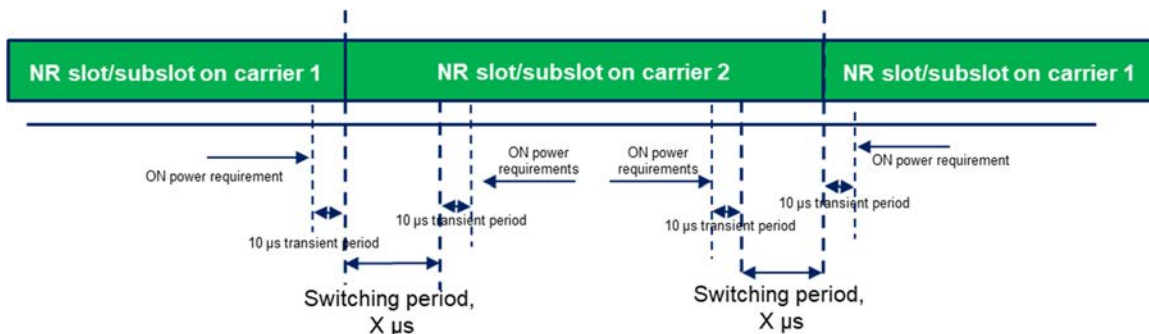 NR slot/subslot on carrier 1
NR slot/subslot on carrier 2
NR slot/subslot on carrier 1
ON power requirement
ON power
requirements
ON power
requirements
ON power requirement
10 µs transient period
10 µs transient period
10 µs transient period
10 µs transient period
Switching period,
X µs
Switching period,
X µs